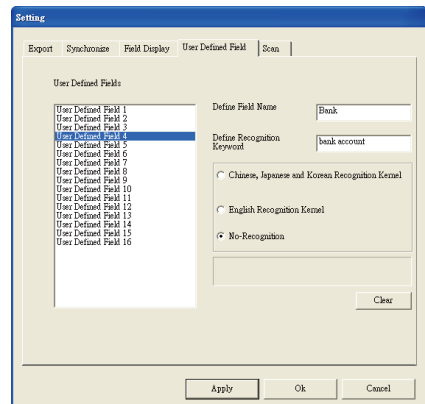 Setting
Export Synchronize Field Display User Defined Field Scan
User Defined Fields
User Defined Field 1
User Defined Field 2
User Defined Field 3
User Defined Field 4
User Defined Field 5
User Defined Field 6
User Defined Field 7
User Defined Field 8
User Defined Field 9
User Defined Field 10
User Defined Field 11
User Defined Field 12
User Defined Field 13
User Defined Field 14
User Defined Field 15
User Defined Field 16
Define Field Name Bank
Define Recognition
Keyword bank account
Chinese, Japanese and Korean Recognition Kernel
English Recognition Kernel
No-Recognition
Clear
Apply Ok Cancel